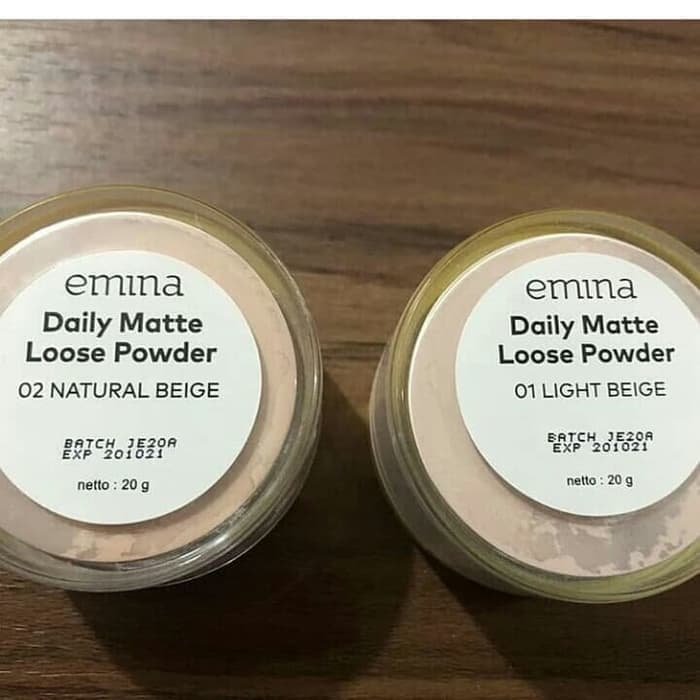 emina
Daily Matte
Loose Powder
02 NATURAL BEIGE
BATCH JE20A
EXP 201021
netto : 20 g
emina
Daily Matte
Loose Powder
01 LIGHT BEIGE
BATCH JE20A
EXP 201021
netto : 20 g